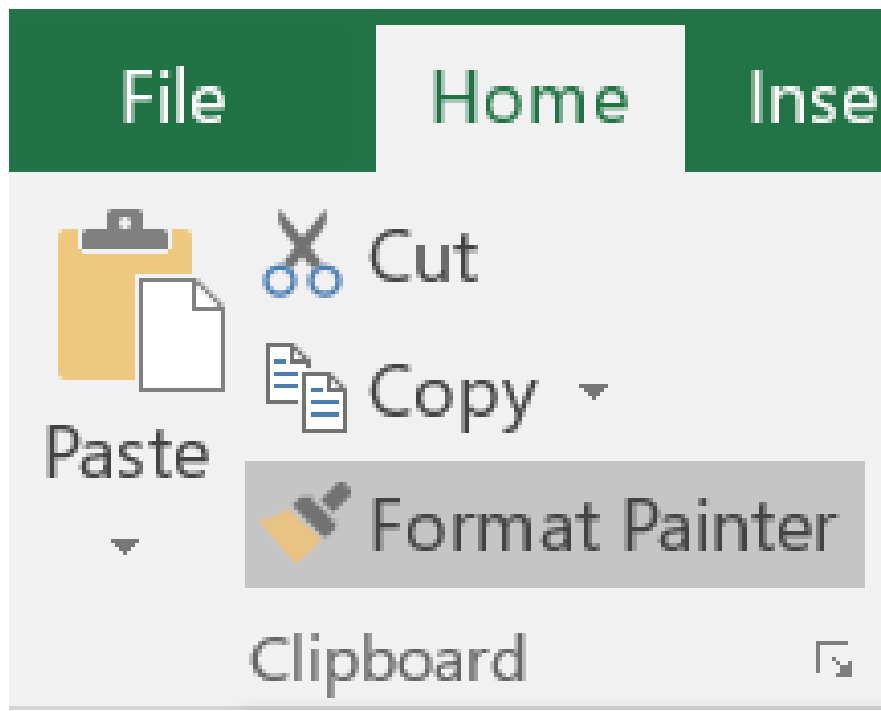 File Home Inse
Cut
Copy
Paste
Format Painter
Clipboard